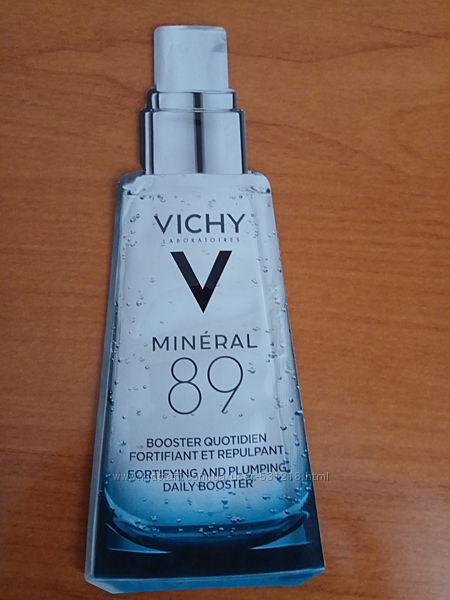 VICHY
LABORATOIRES
V
MINÉRAL
89
BOOSTER QUOTIDIEN
FORTIFIANT ET REPULPANT
FORTIFYING AND PLUMPING
DAILY BOOSTER